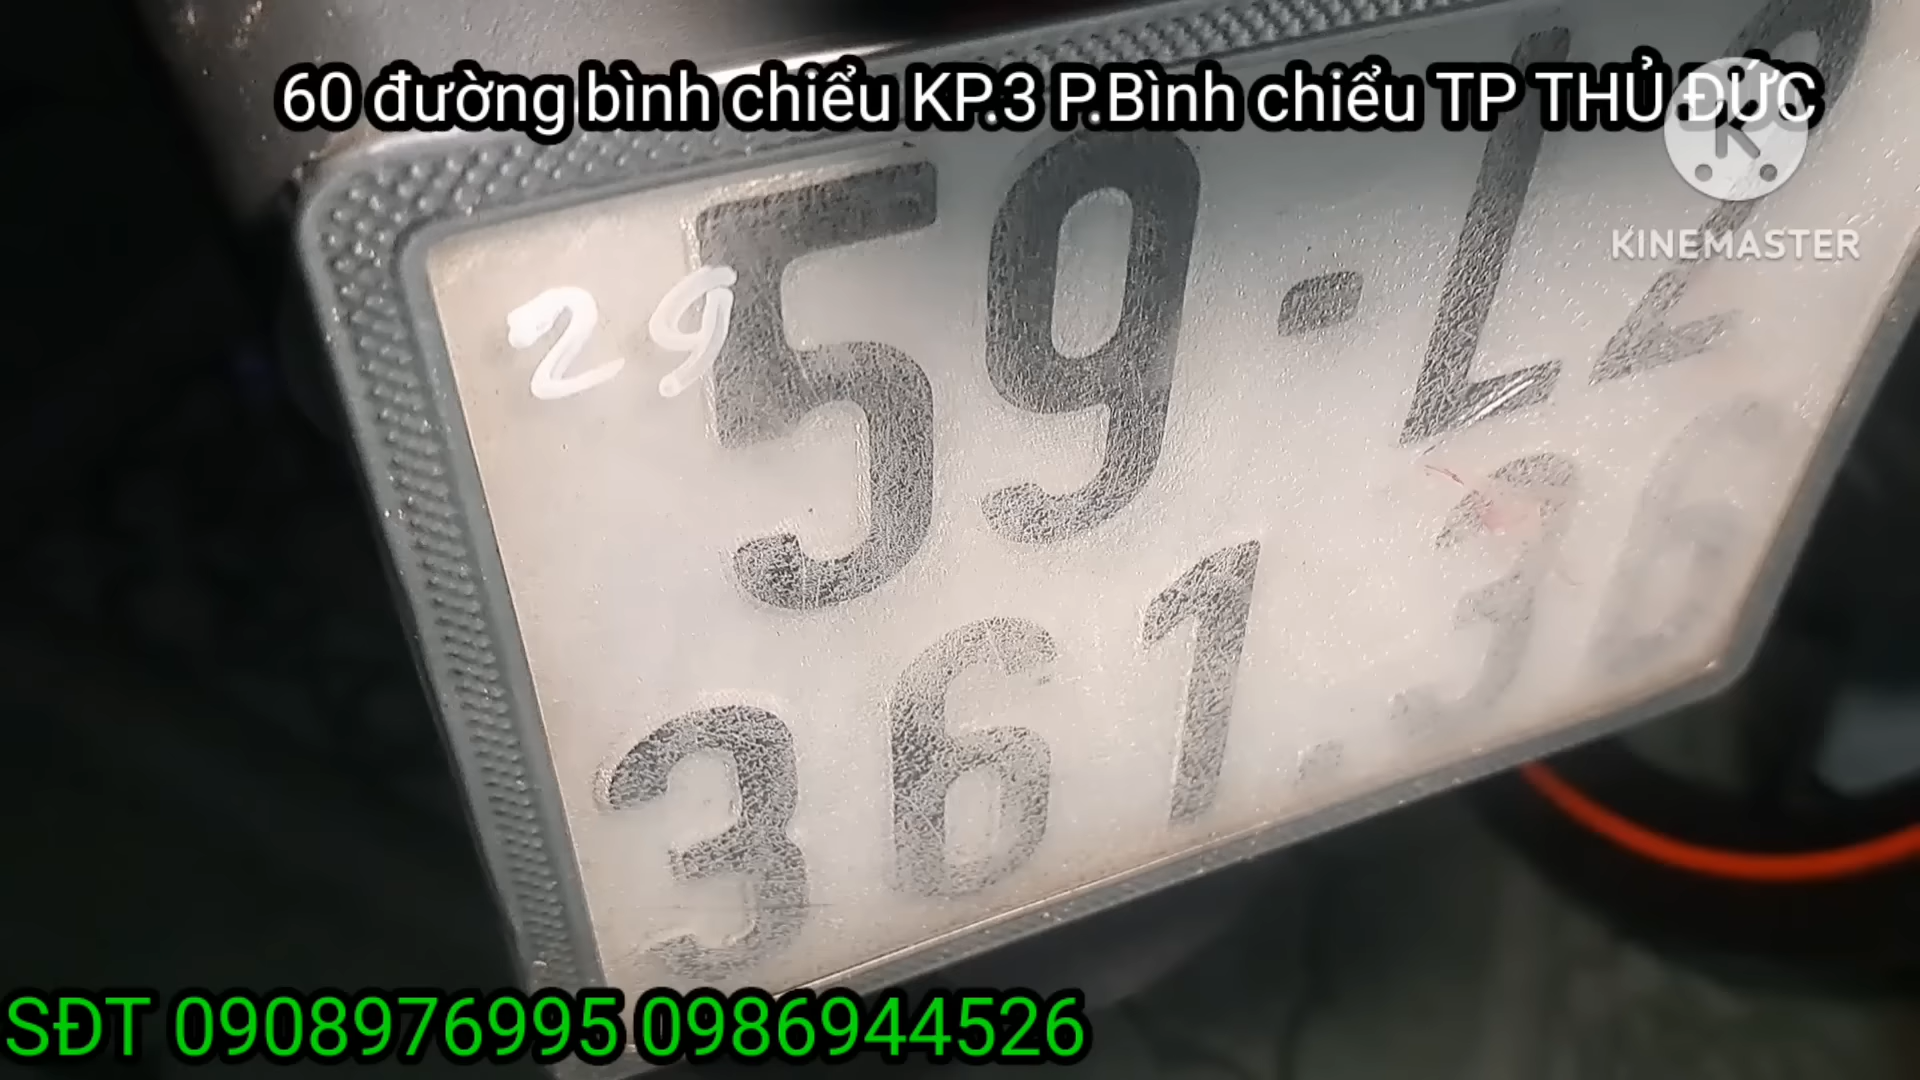 60 đường bình chiểu KP.3 P.Bình chiểu TP THỦ ĐỨC
KINEMASTER
29
59-L2
361.36
SĐT 0908976995 0986944526